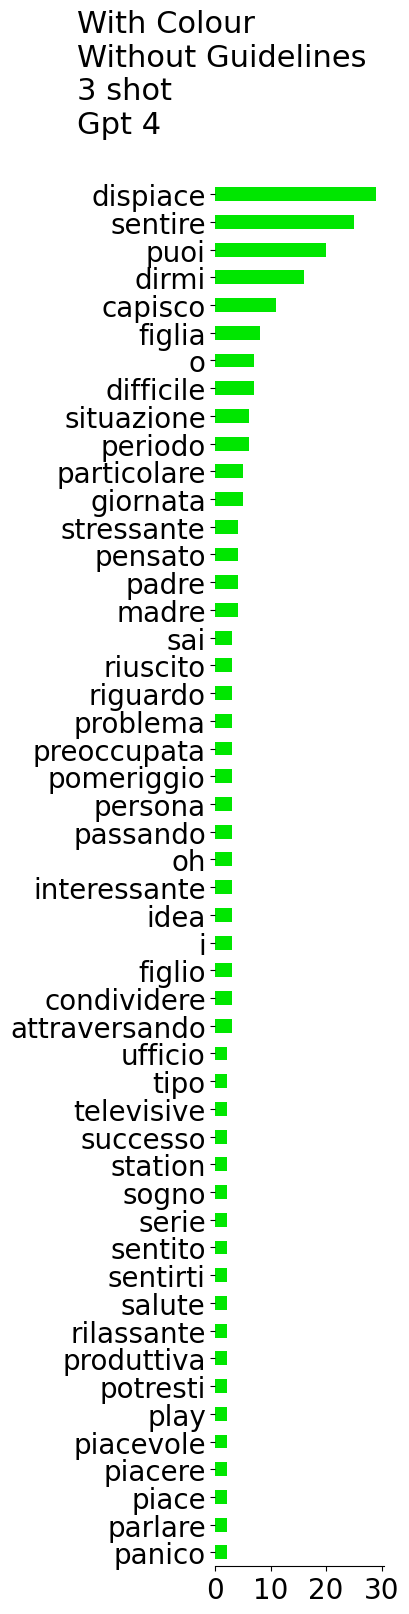 With Colour
Without Guidelines
3 shot
Gpt 4
dispiace
sentire
puoi
dirmi
capisco
figlia
o
difficile
situazione
periodo
particolare
giornata
stressante
pensato
padre
madre
sai
riuscito
riguardo
problema
preoccupata
pomeriggio
persona
passando
oh
interessante
idea
i
figlio
condividere
attraversando
ufficio
tipo
televisive
successo
station
sogno
serie
sentito
sentirti
salute
rilassante
produttiva
potresti
play
piacevole
piacere
piace
parlare
panico
0 10 20 30